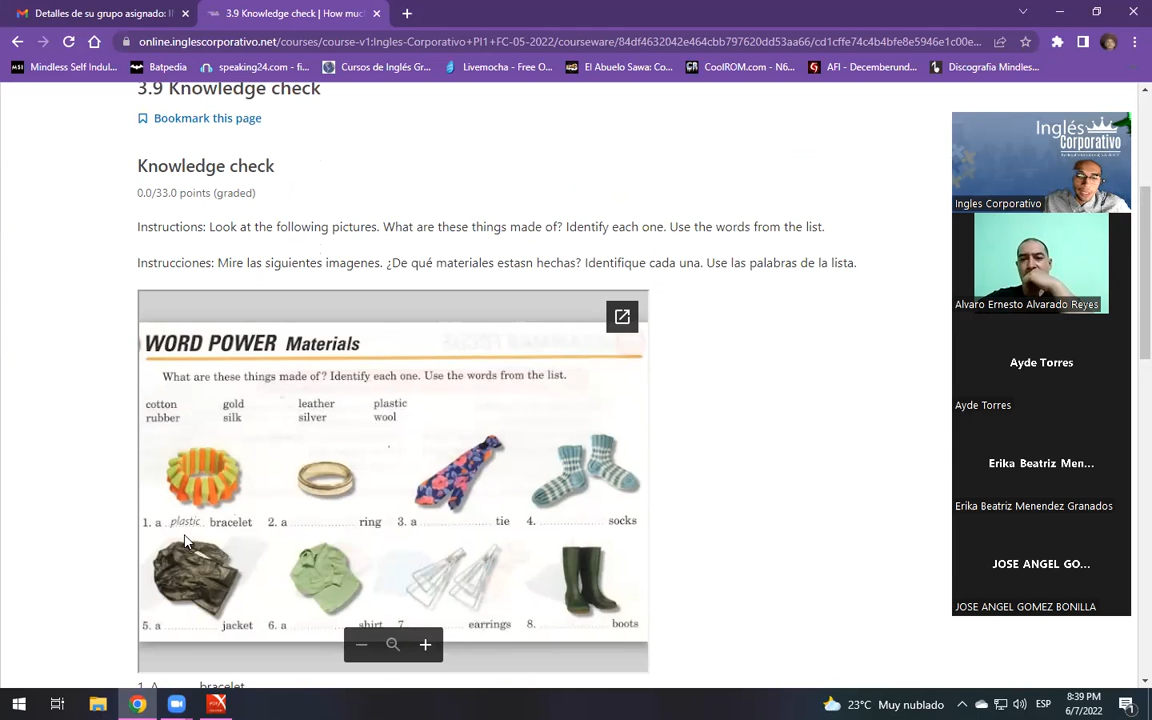 Detalles de su grupo asignado: I
3.9 Knowledge check | How muc
online.inglescorporativo.net/courses/course-v1:Ingles-Corporativo+PI1+FC-05-2022/courseware/84df4632042e464cbb797620dd53aa66/cd1cffe74c4b4bfe8e5946e1c00e...
Mindless Self Indul...
Batpedia
speaking24.com - fi...
Cursos de Inglés Gr...
Livemocha - Free O...
El Abuelo Sawa: Co...
CoolROM.com - N6...
AFI - Decemberund...
Discografia Mindles...
3.9 Knowledge check
Bookmark this page
Knowledge check
0.0/33.0 points (graded)
Instructions: Look at the following pictures. What are these things made of? Identify each one. Use the words from the list.
Instrucciones: Mire las siguientes imagenes. ¿De qué materiales estasn hechas? Identifique cada una. Use las palabras de la lista.
WORD POWER Materials
What are these things made of? Identify each one. Use the words from the list.
cotton gold leather plastic
rubber silk silver wool
1. a plastic bracelet 2. a ............ ring 3. a ............ tie 4. ............ socks
5. a ............ jacket 6. a ............ shirt 7 ............ earrings 8. ............ boots
1. A ____ bracelet
Inglés
Corporativo
Ingles Corporativo
Alvaro Ernesto Alvarado Reyes
Ayde Torres
Ayde Torres
Erika Beatriz Men...
Erika Beatriz Menendez Granados
JOSE ANGEL GO...
JOSE ANGEL GOMEZ BONILLA
23°C Muy nublado
ESP
8:39 PM
6/7/2022
1